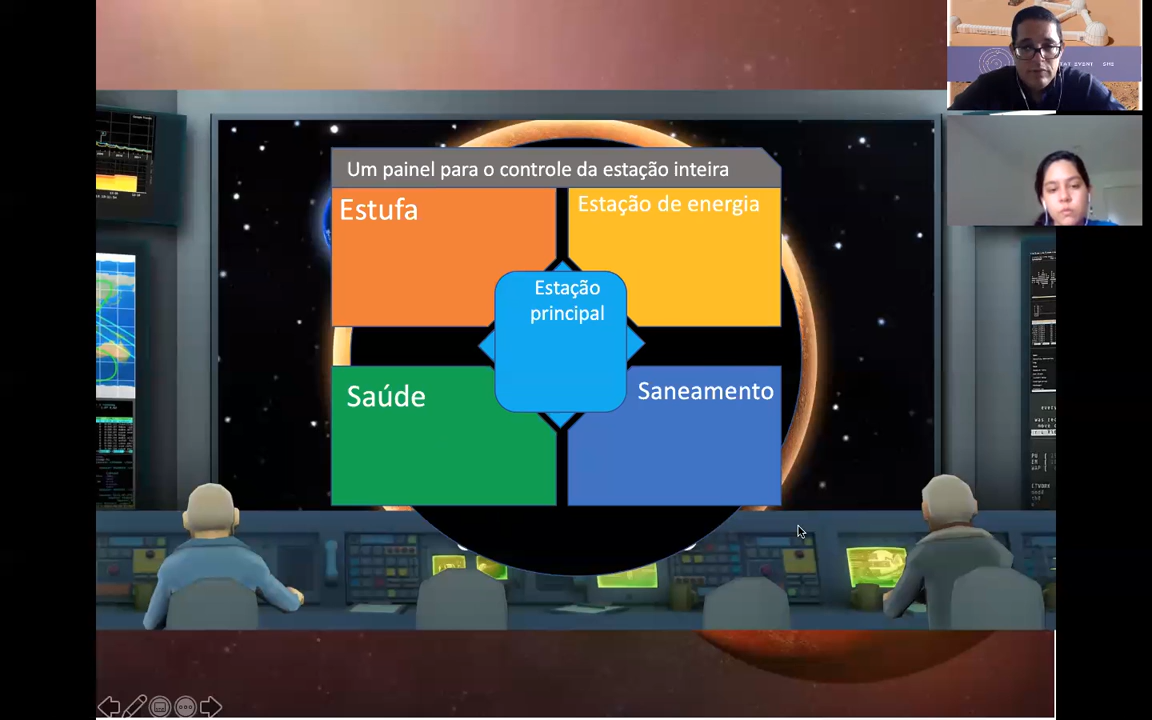 Um painel para o controle da estação inteira
Estufa
Estação de energia
Estação
principal
Saúde
Saneamento